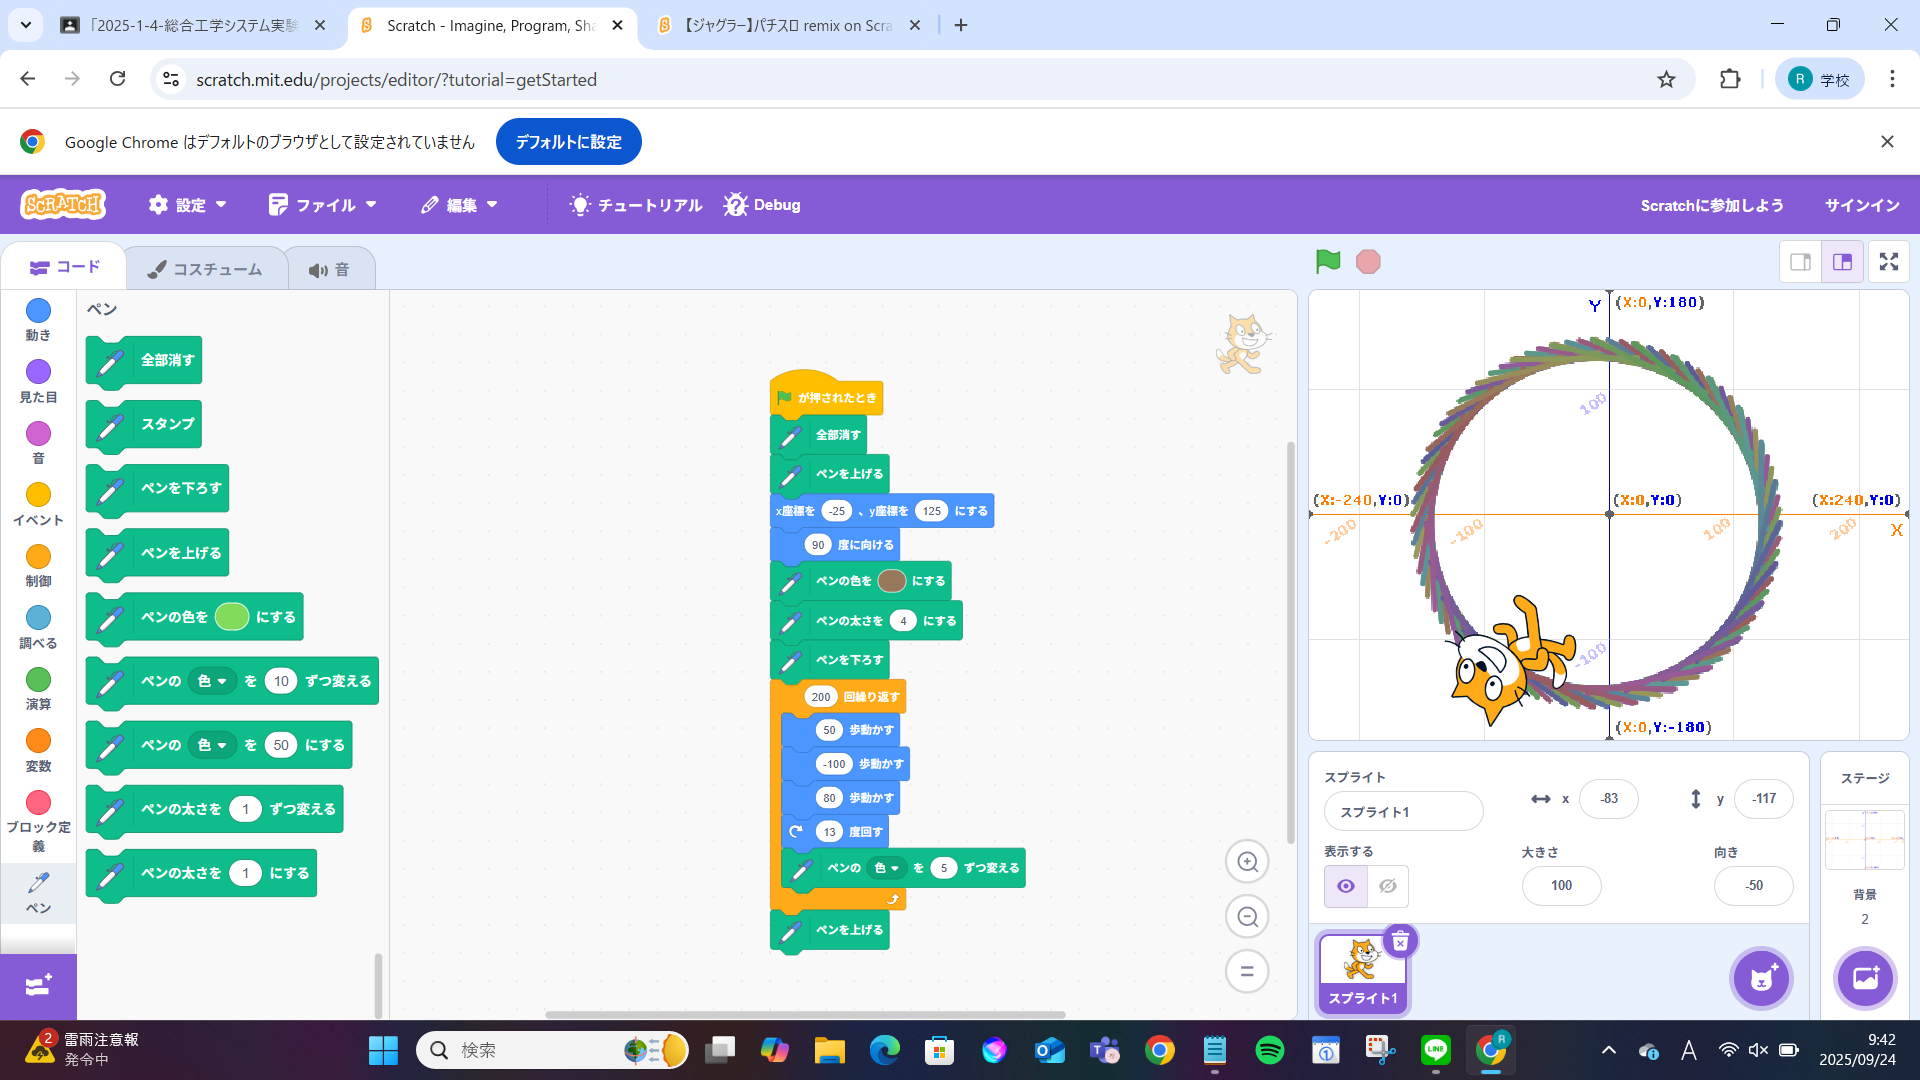 「2025-1-4-総合工学システム実験
Scratch - Imagine, Program, Sha
【ジャグラー】パチスロ remix on Scra
scratch.mit.edu/projects/editor/?tutorial=getStarted
R 学校
Google Chrome はデフォルトのブラウザとして設定されていません
デフォルトに設定
SCRATCH
設定
ファイル
編集
チュートリアル
Debug
Scratchに参加しよう
サインイン
コード
コスチューム
音
動き
見た目
音
イベント
制御
調べる
演算
変数
ブロック定義
ペン
ペン
全部消す
スタンプ
ペンを下ろす
ペンを上げる
ペンの色を にする
ペンの 色 を 10 ずつ変える
ペンの 色 を 50 にする
ペンの太さを 1 ずつ変える
ペンの太さを 1 にする
が押されたとき
全部消す
ペンを上げる
x座標を -25 、y座標を 125 にする
90 度に向ける
ペンの色を にする
ペンの太さを 4 にする
ペンを下ろす
200 回繰り返す
50 歩動かす
-100 歩動かす
80 歩動かす
13 度回す
ペンの 色 を 5 ずつ変える
ペンを上げる
Y
(X:0,Y:180)
100
(X:-240,Y:0)
(X:0,Y:0)
(X:240,Y:0)
-200
-100
100
200
X
-100
(X:0,Y:-180)
スプライト
スプライト1
x -83
y -117
表示する
大きさ
100
向き
-50
スプライト1
ステージ
背景
2
2
雷雨注意報
発令中
検索
A
9:42
2025/09/24